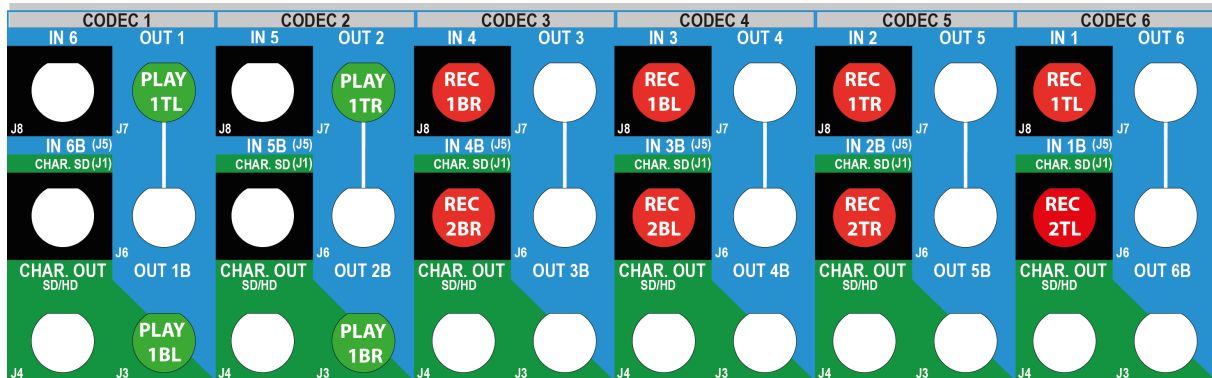 CODEC 1 CODEC 2 CODEC 3 CODEC 4 CODEC 5 CODEC 6
IN 6 OUT 1 IN 5 OUT 2 IN 4 OUT 3 IN 3 OUT 4 IN 2 OUT 5 IN 1 OUT 6
PLAY PLAY REC REC REC REC
1TL 1TR 1BR 1BL 1TR 1TL
J8 J7 J8 J7 J8 J7 J8 J7 J8 J7 J8 J7
IN 6B (J5) IN 5B (J5) IN 4B (J5) IN 3B (J5) IN 2B (J5) IN 1B (J5)
CHAR. SD (J1) CHAR. SD (J1) CHAR. SD (J1) CHAR. SD (J1) CHAR. SD (J1) CHAR. SD (J1)
REC REC REC REC
2BR 2BL 2TR 2TL
J6 J6 J6 J6 J6 J6
CHAR. OUT OUT 1B CHAR. OUT OUT 2B CHAR. OUT OUT 3B CHAR. OUT OUT 4B CHAR. OUT OUT 5B CHAR. OUT OUT 6B
SD/HD SD/HD SD/HD SD/HD SD/HD SD/HD
PLAY PLAY
1BL 1BR
J4 J3 J4 J3 J4 J3 J4 J3 J4 J3 J4 J3